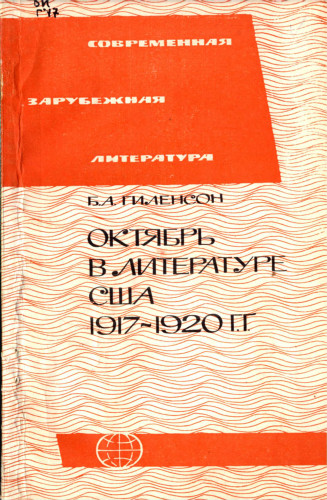 СОВРЕМЕННАЯ
ЗАРУБЕЖНАЯ
ЛИТЕРАТУРА
Б.А.ГИЛЕНСОН
ОКТЯБРЬ
В ЛИТЕРАТУРЕ
США
1917~1920 Г.Г